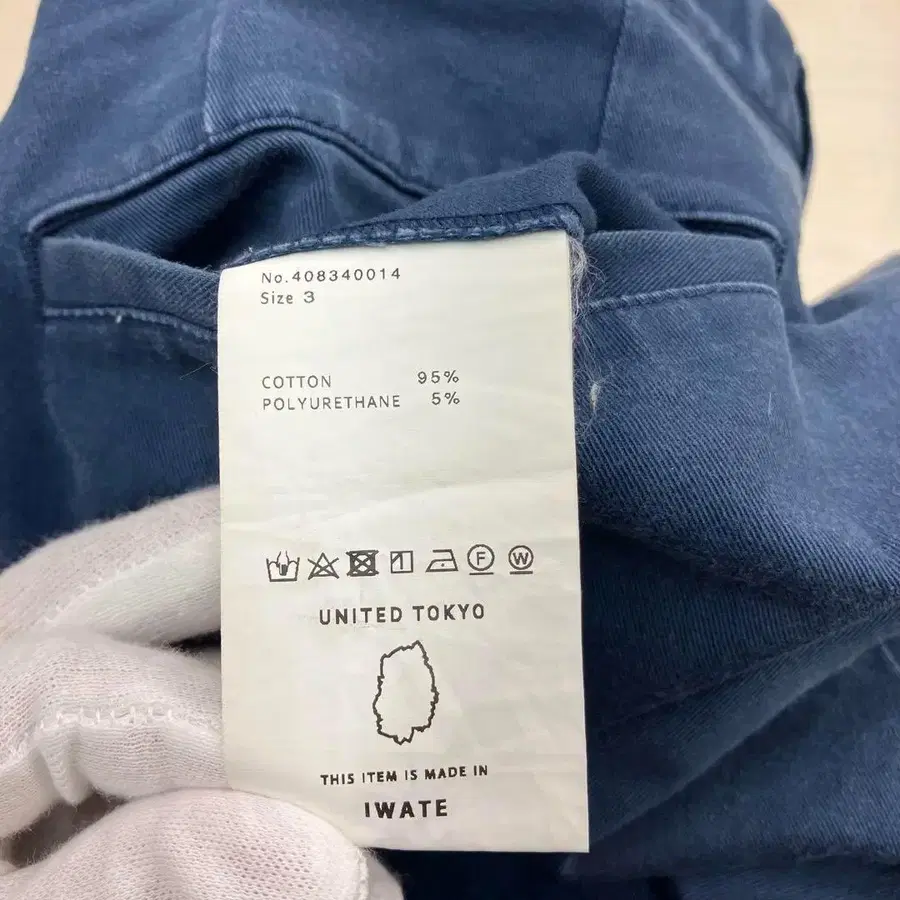 No.408340014
Size 3
COTTON 95%
POLYURETHANE 5%
F W
UNITED TOKYO
THIS ITEM IS MADE IN
IWATE